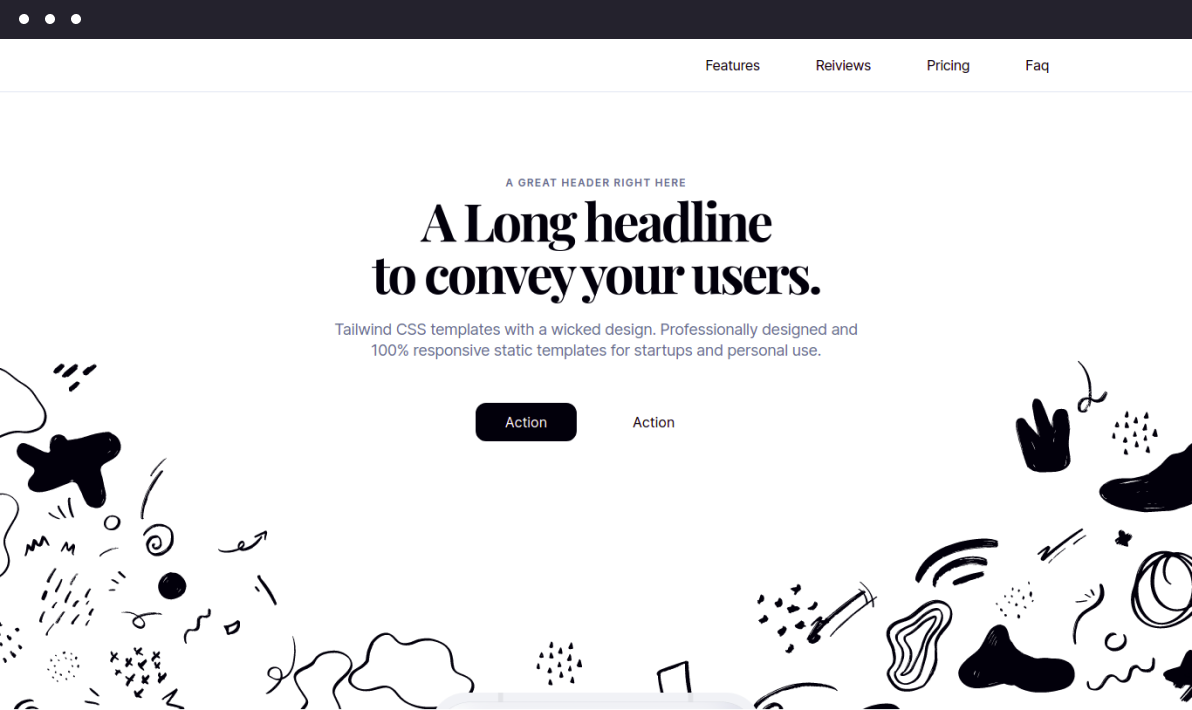 Features Reiviews Pricing Faq
A GREAT HEADER RIGHT HERE
A Long headline
to convey your users.
Tailwind CSS templates with a wicked design. Professionally designed and
100% responsive static templates for startups and personal use.
Action Action